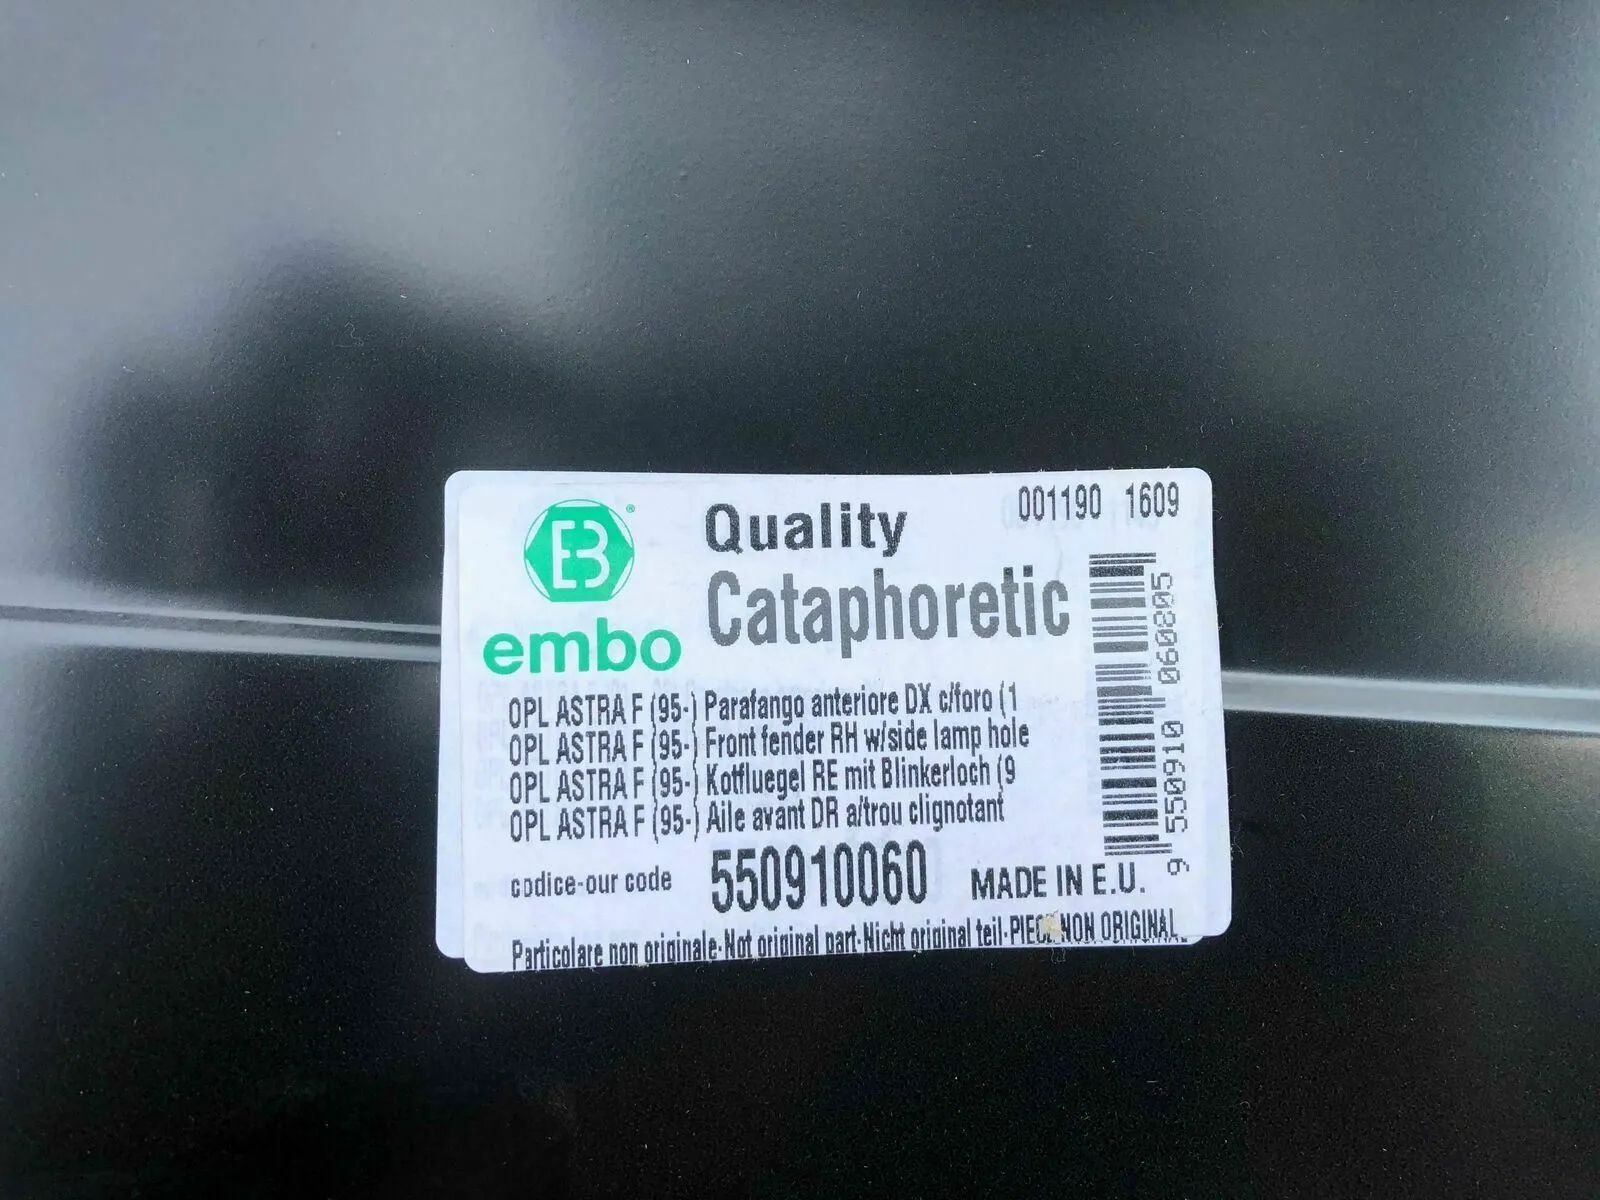 EB ®
embo
Quality
Cataphoretic
001190 1609
OPL ASTRA F (95-) Parafango anteriore DX c/foro (1
OPL ASTRA F (95-) Front fender RH w/side lamp hole
OPL ASTRA F (95-) Kotfluegel RE mit Blinkerloch (9
OPL ASTRA F (95-) Aile avant DR a/trou clignotant
codice-our code 550910060 MADE IN E.U.
9 550910 060805
Particolare non originale-Not original part-Nicht original teil-PIECE NON ORIGINAL